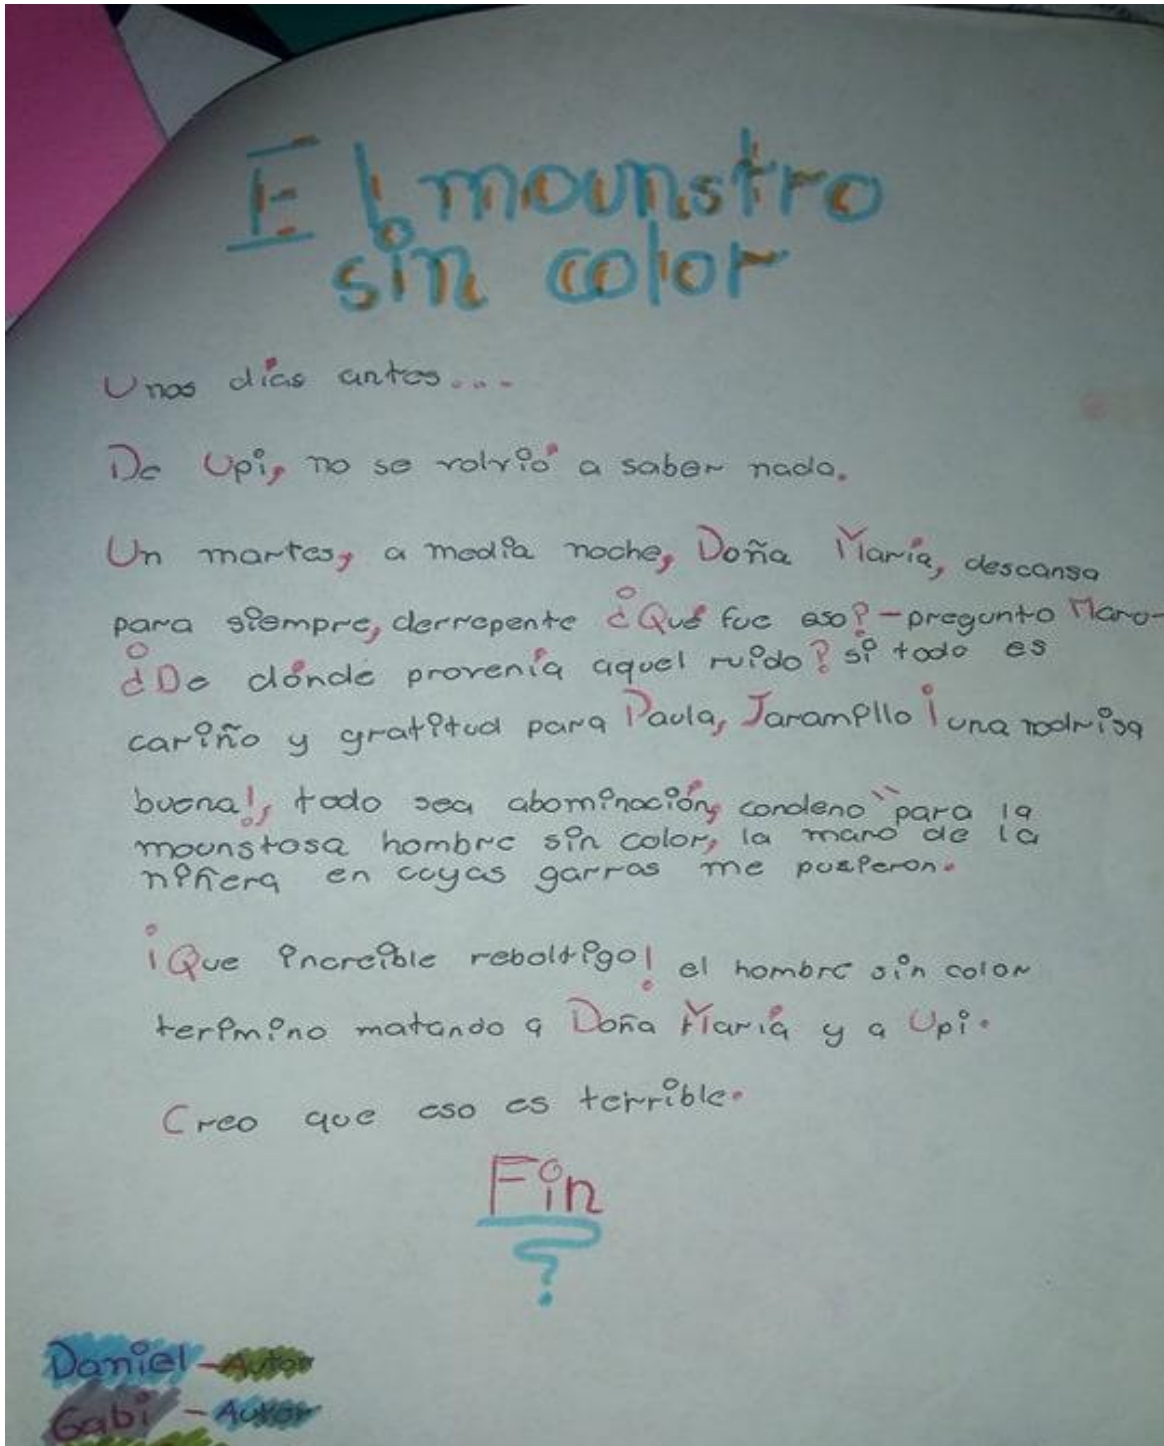 El mounstro
sin color
Unos días antes...
De Upi, no se volvió a saber nada.
Un martes, a media noche, Doña María, descansa
para siempre, derrepente ¿Qué fue eso? - pregunto Maro-
¿De dónde provenía aquel ruido? si todo es
cariño y gratitud para Paula, Jaramillo ¡una nodriza
buena!, todo sea abominación, condeno "para la
mounstosa hombre sin color, la mano de la
niñera en cuyas garras me pusieron.
¡Que increíble reboltigo! el hombre sin color
termino matando a Doña María y a Upi.
Creo que eso es terrible.
Fin
?
Daniel - Autor
Gabi - Autor